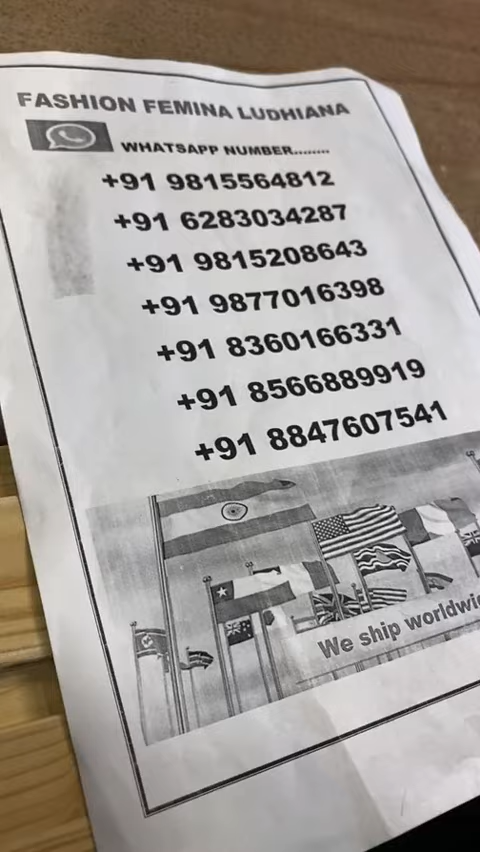 FASHION FEMINA LUDHIANA
WHATSAPP NUMBER........
+91 9815564812
+91 6283034287
+91 9815208643
+91 9877016398
+91 8360166331
+91 8566889919
+91 8847607541
We ship